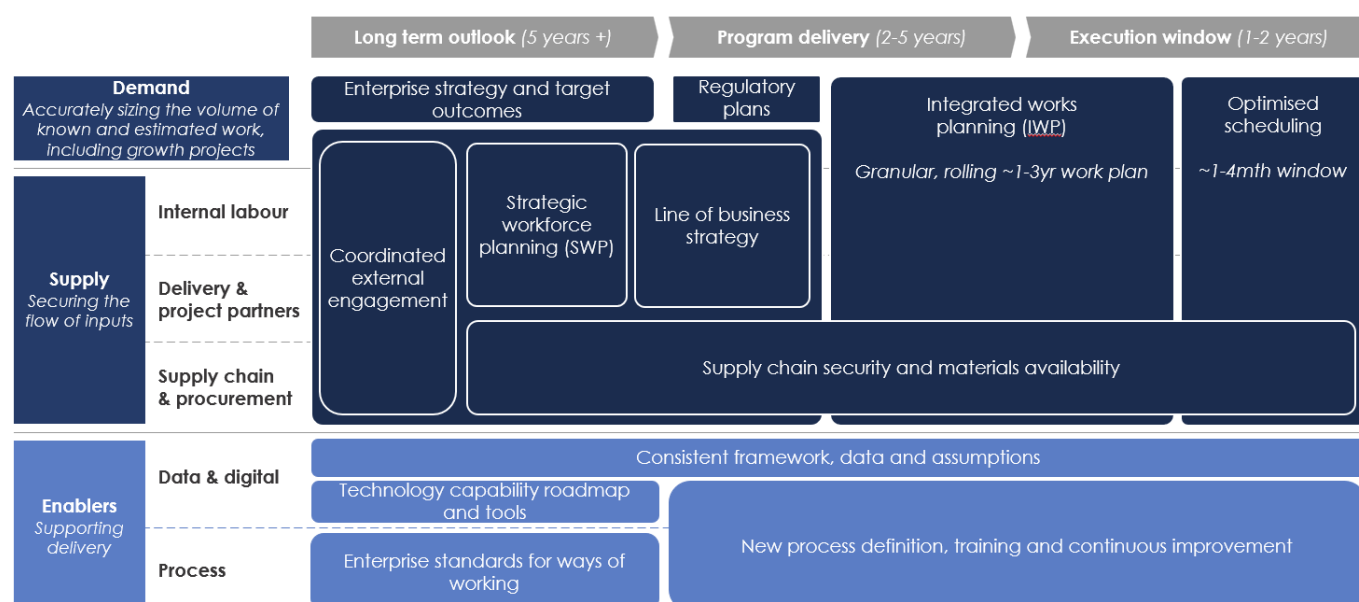 Long term outlook (5 years +)
Program delivery (2-5 years)
Execution window (1-2 years)
Demand
Accurately sizing the volume of
known and estimated work,
including growth projects
Enterprise strategy and target
outcomes
Regulatory
plans
Integrated works
planning (IWP)
Granular, rolling ~1-3yr work plan
Optimised
scheduling
~1-4mth window
Supply
Securing the
flow of inputs
Internal labour
Delivery &
project partners
Supply chain
& procurement
Coordinated
external
engagement
Strategic
workforce
planning (SWP)
Line of business
strategy
Supply chain security and materials availability
Enablers
Supporting
delivery
Data & digital
Process
Consistent framework, data and assumptions
Technology capability roadmap
and tools
Enterprise standards for ways of
working
New process definition, training and continuous improvement